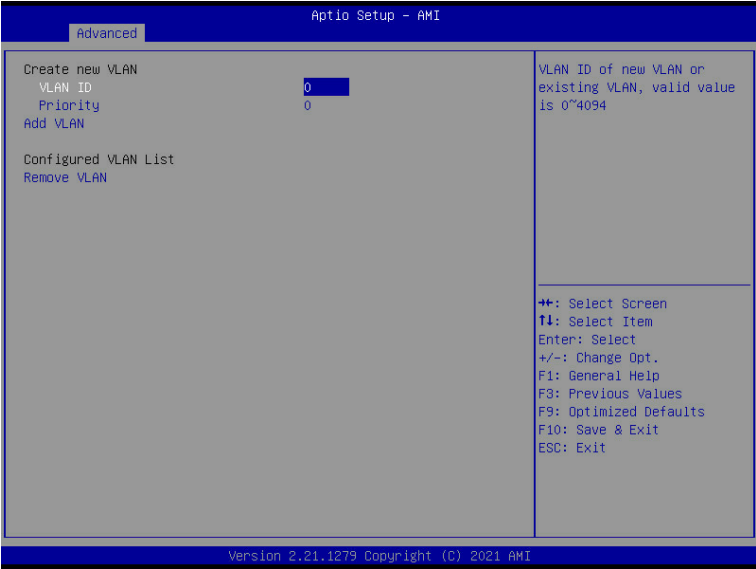 Aptio Setup – AMI
Advanced
Create new VLAN
VLAN ID 0
Priority 0
Add VLAN
Configured VLAN List
Remove VLAN
VLAN ID of new VLAN or
existing VLAN, valid value
is 0~4094
→←: Select Screen
↑↓: Select Item
Enter: Select
+/-: Change Opt.
F1: General Help
F3: Previous Values
F9: Optimized Defaults
F10: Save & Exit
ESC: Exit
Version 2.21.1279 Copyright (C) 2021 AMI